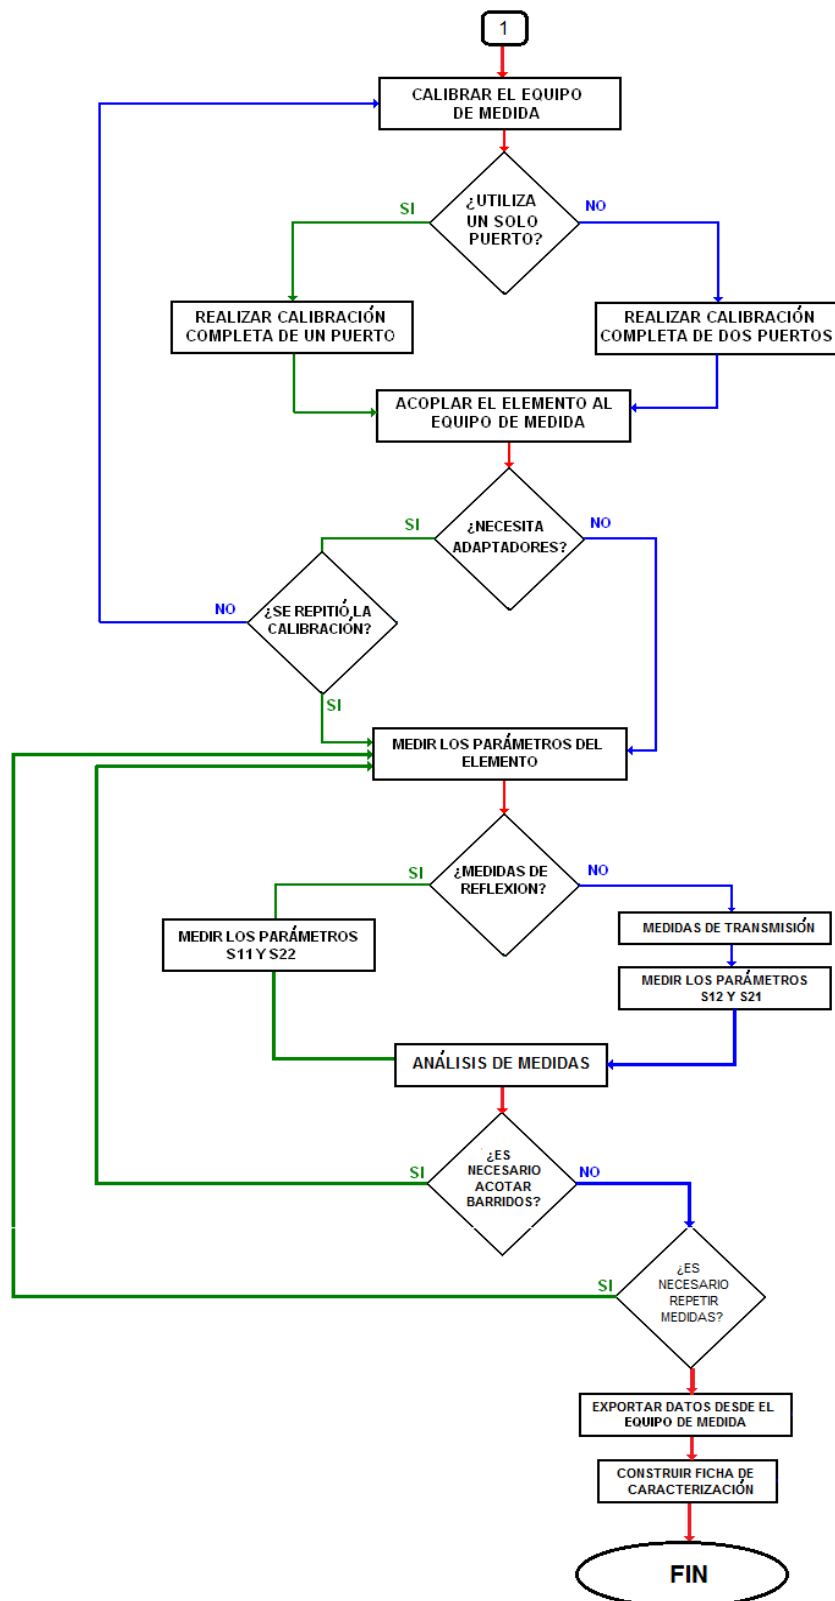 1
CALIBRAR EL EQUIPO
DE MEDIDA
¿UTILIZA
UN SOLO
PUERTO?
SI
NO
REALIZAR CALIBRACIÓN
COMPLETA DE UN PUERTO
REALIZAR CALIBRACIÓN
COMPLETA DE DOS PUERTOS
ACOPLAR EL ELEMENTO AL
EQUIPO DE MEDIDA
¿NECESITA
ADAPTADORES?
SI
NO
¿SE REPITIÓ LA
CALIBRACIÓN?
NO
SI
MEDIR LOS PARÁMETROS DEL
ELEMENTO
¿MEDIDAS DE
REFLEXION?
SI
NO
MEDIR LOS PARÁMETROS
S11 Y S22
MEDIDAS DE TRANSMISIÓN
MEDIR LOS PARÁMETROS
S12 Y S21
ANÁLISIS DE MEDIDAS
¿ES
NECESARIO
ACOTAR
BARRIDOS?
SI
NO
¿ES
NECESARIO
REPETIR
MEDIDAS?
SI
EXPORTAR DATOS DESDE EL
EQUIPO DE MEDIDA
CONSTRUIR FICHA DE
CARACTERIZACIÓN
FIN